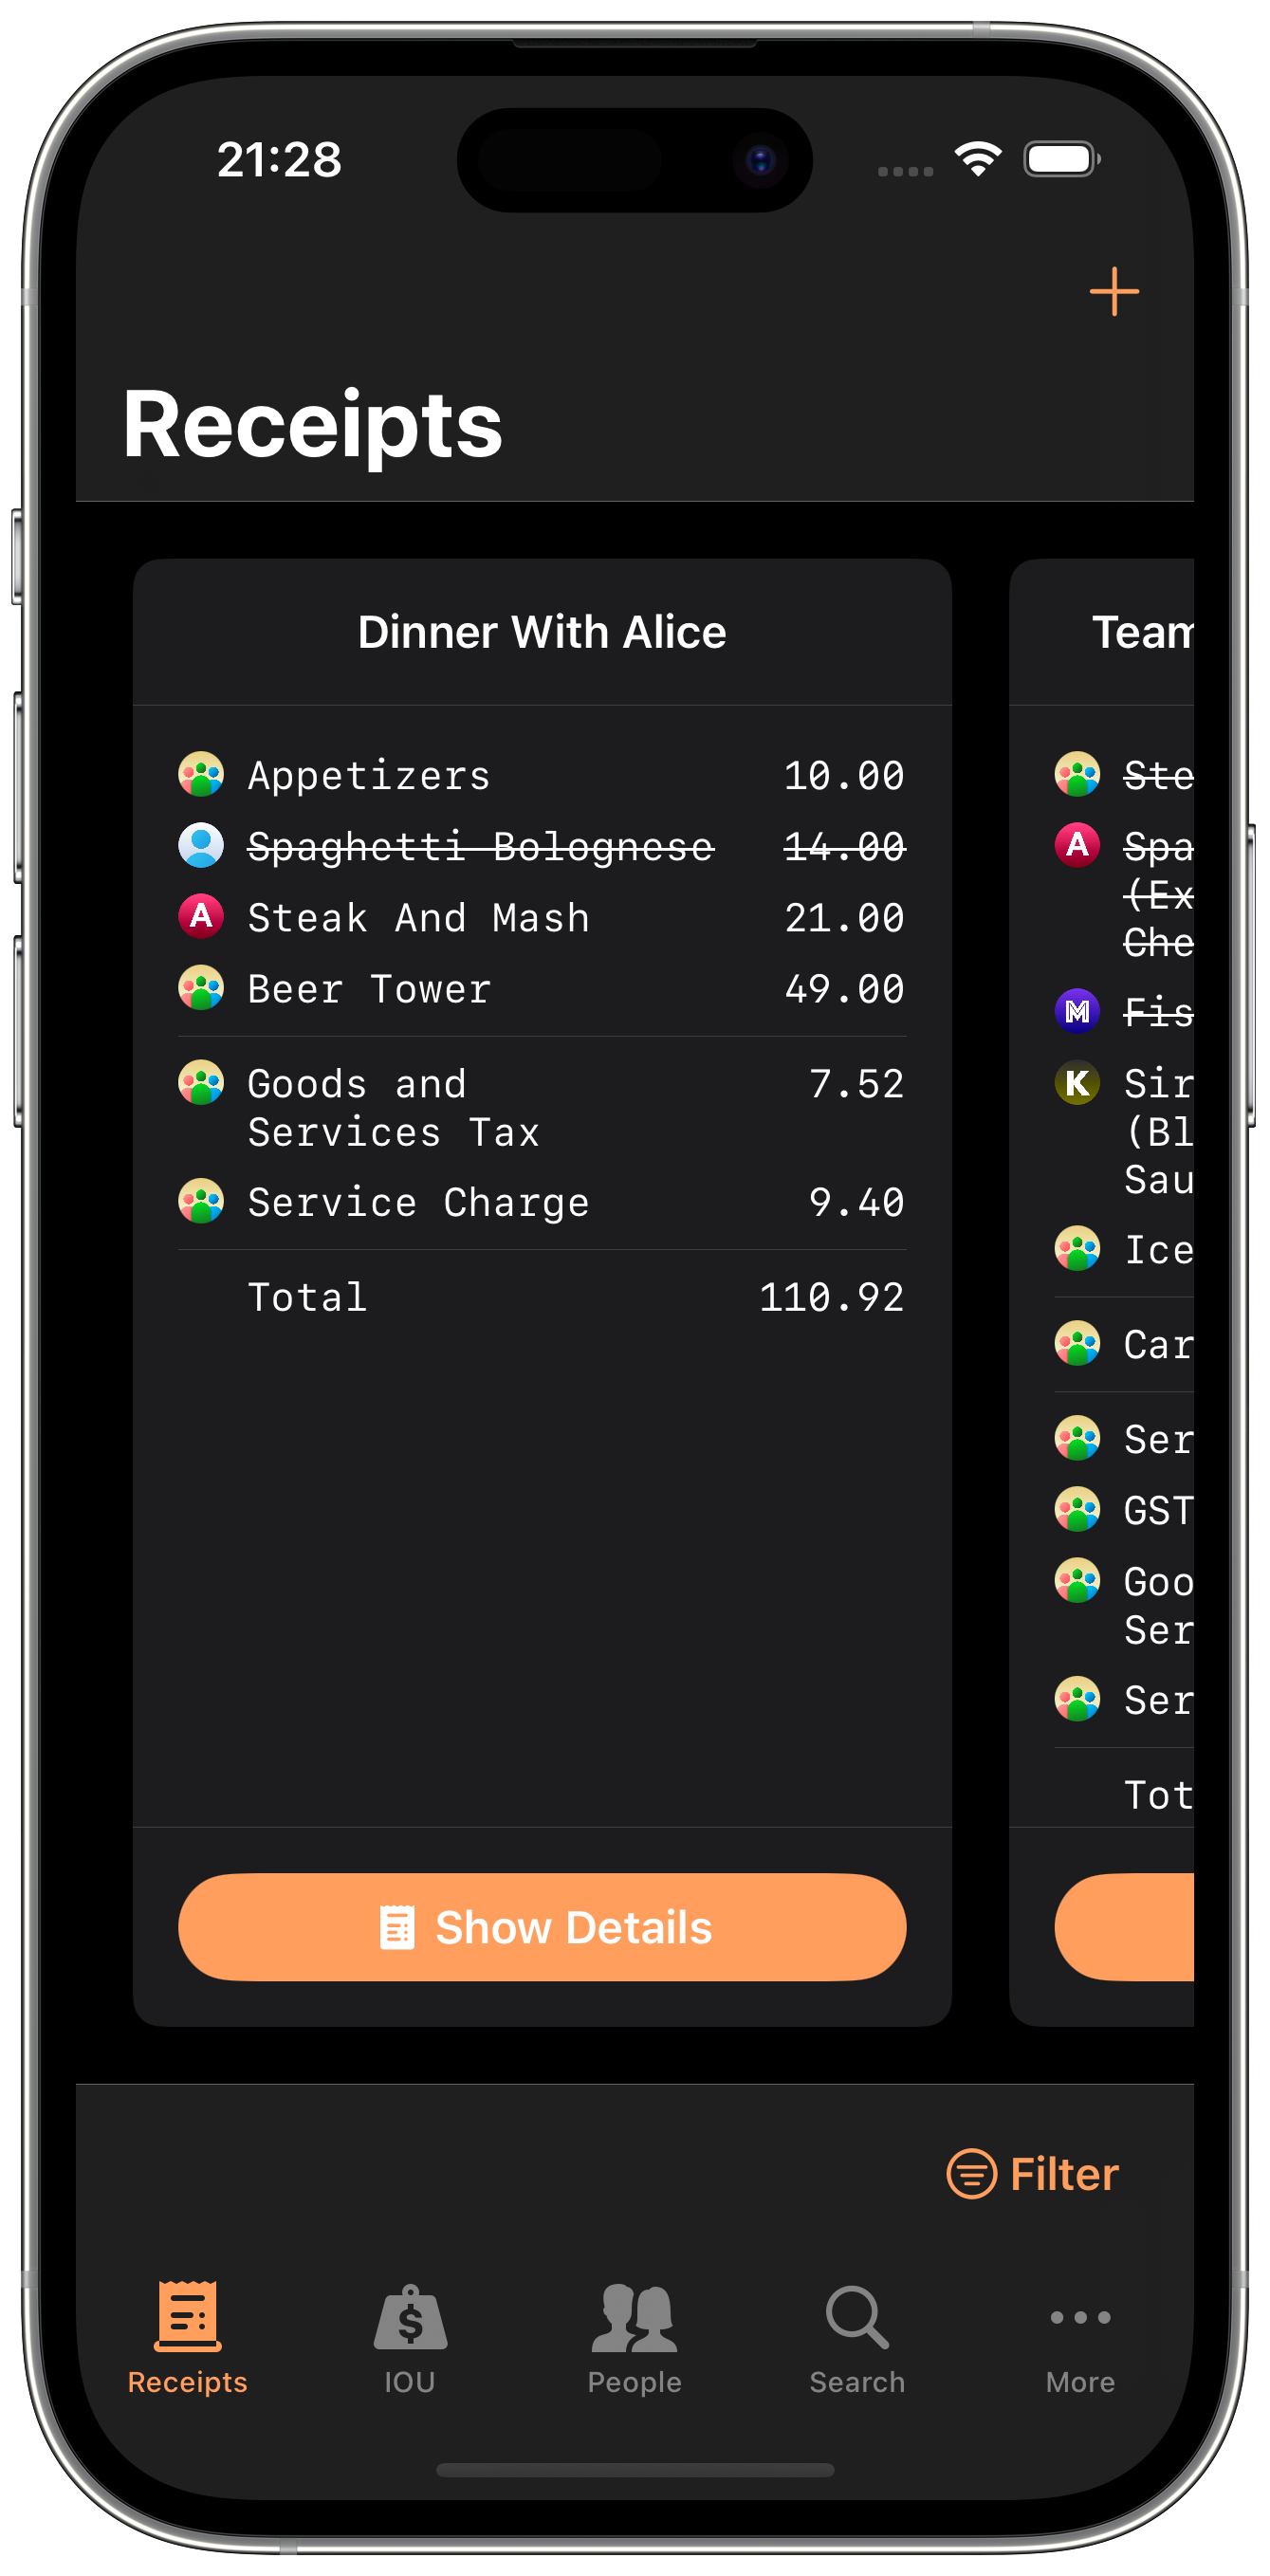 21:28
Receipts
Dinner With Alice
Appetizers 10.00
Spaghetti Bolognese 14.00
A Steak And Mash 21.00
Beer Tower 49.00
Goods and 7.52
Services Tax
Service Charge 9.40
Total 110.92
Show Details
Team
Ste
A Spa
(Ex
Che
M Fis
K Sir
(Bl
Sau
Ice
Car
Ser
GST
Goo
Ser
Ser
Tot
Filter
$
Receipts IOU People Search More